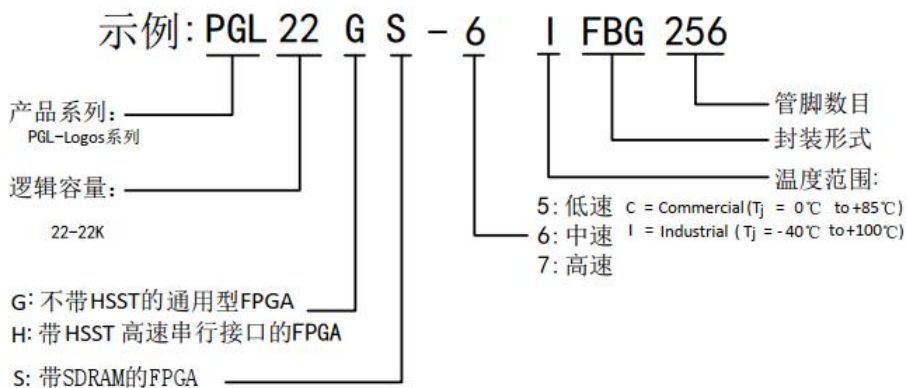 示例: PGL 22 G S - 6 I FBG 256
产品系列:
PGL-Logos系列
逻辑容量:
22-22K
G: 不带HSST的通用型FPGA
H: 带HSST 高速串行接口的FPGA
S: 带SDRAM的FPGA
管脚数目
封装形式
温度范围:
C = Commercial(Tj = 0℃ to+85℃)
I = Industrial (Tj = -40℃ to+100℃)
5: 低速
6: 中速
7: 高速